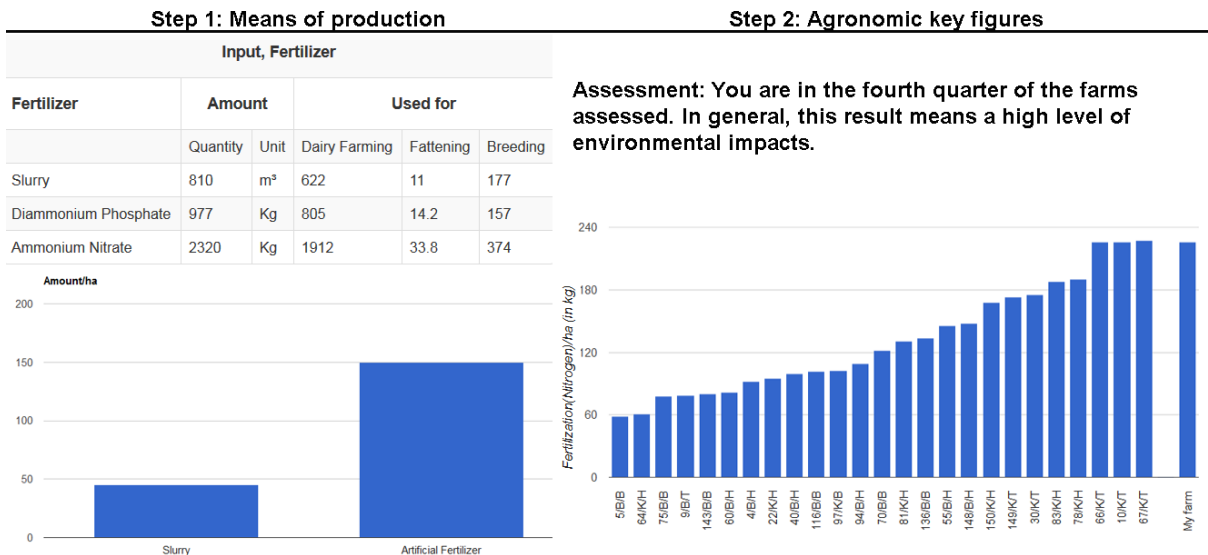 Step 1: Means of production
Input, Fertilizer
Fertilizer Amount Used for
Quantity Unit Dairy Farming Fattening Breeding
Slurry 810 m³ 622 11 177
Diammonium Phosphate 977 Kg 805 14.2 157
Ammonium Nitrate 2320 Kg 1912 33.8 374
Amount/ha
200
150
100
50
0
Slurry Artificial Fertilizer
Step 2: Agronomic key figures
Assessment: You are in the fourth quarter of the farms
assessed. In general, this result means a high level of
environmental impacts.
Fertilization(Nitrogen)/ha (in kg)
240
180
120
60
0
5/B/B
64/K/H
75/B/B
9/B/T
143/B/B
60/B/H
4/B/H
22/K/H
40/B/H
116/B/B
97/K/B
94/B/H
70/B/B
81/K/H
136/B/B
55/B/H
148/B/H
150/K/H
149/K/T
30/K/T
83/K/H
78/K/H
66/K/T
10/K/T
67/K/T
My farm